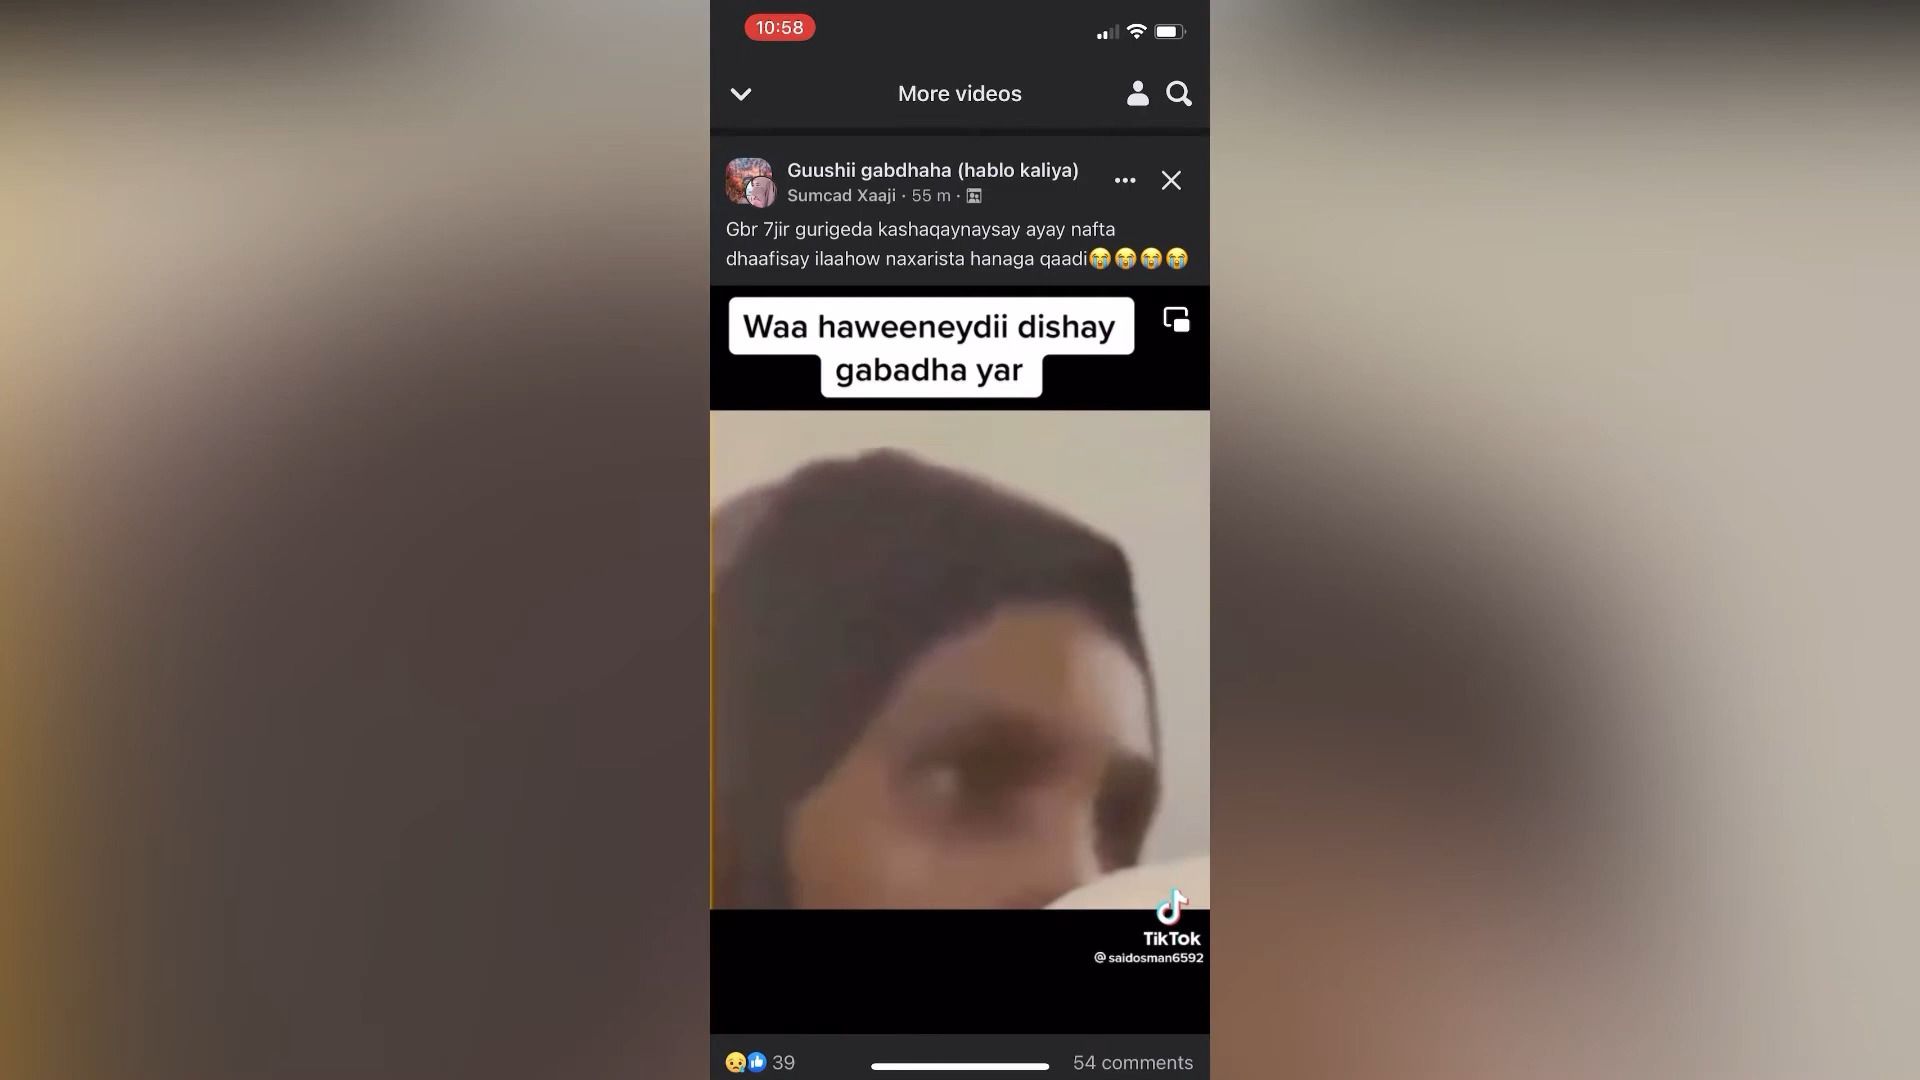 10:58
More videos
Guushii gabdhaha (hablo kaliya)
Sumcad Xaaji · 55 m ·
Gbr 7jir gurigeda kashaqaynaysay ayay nafta
dhaafisay ilaahow naxarista hanaga qaadi😭😭😭😭
Waa haweeneydii dishay
gabadha yar
TikTok
@saidosman6592
39
54 comments